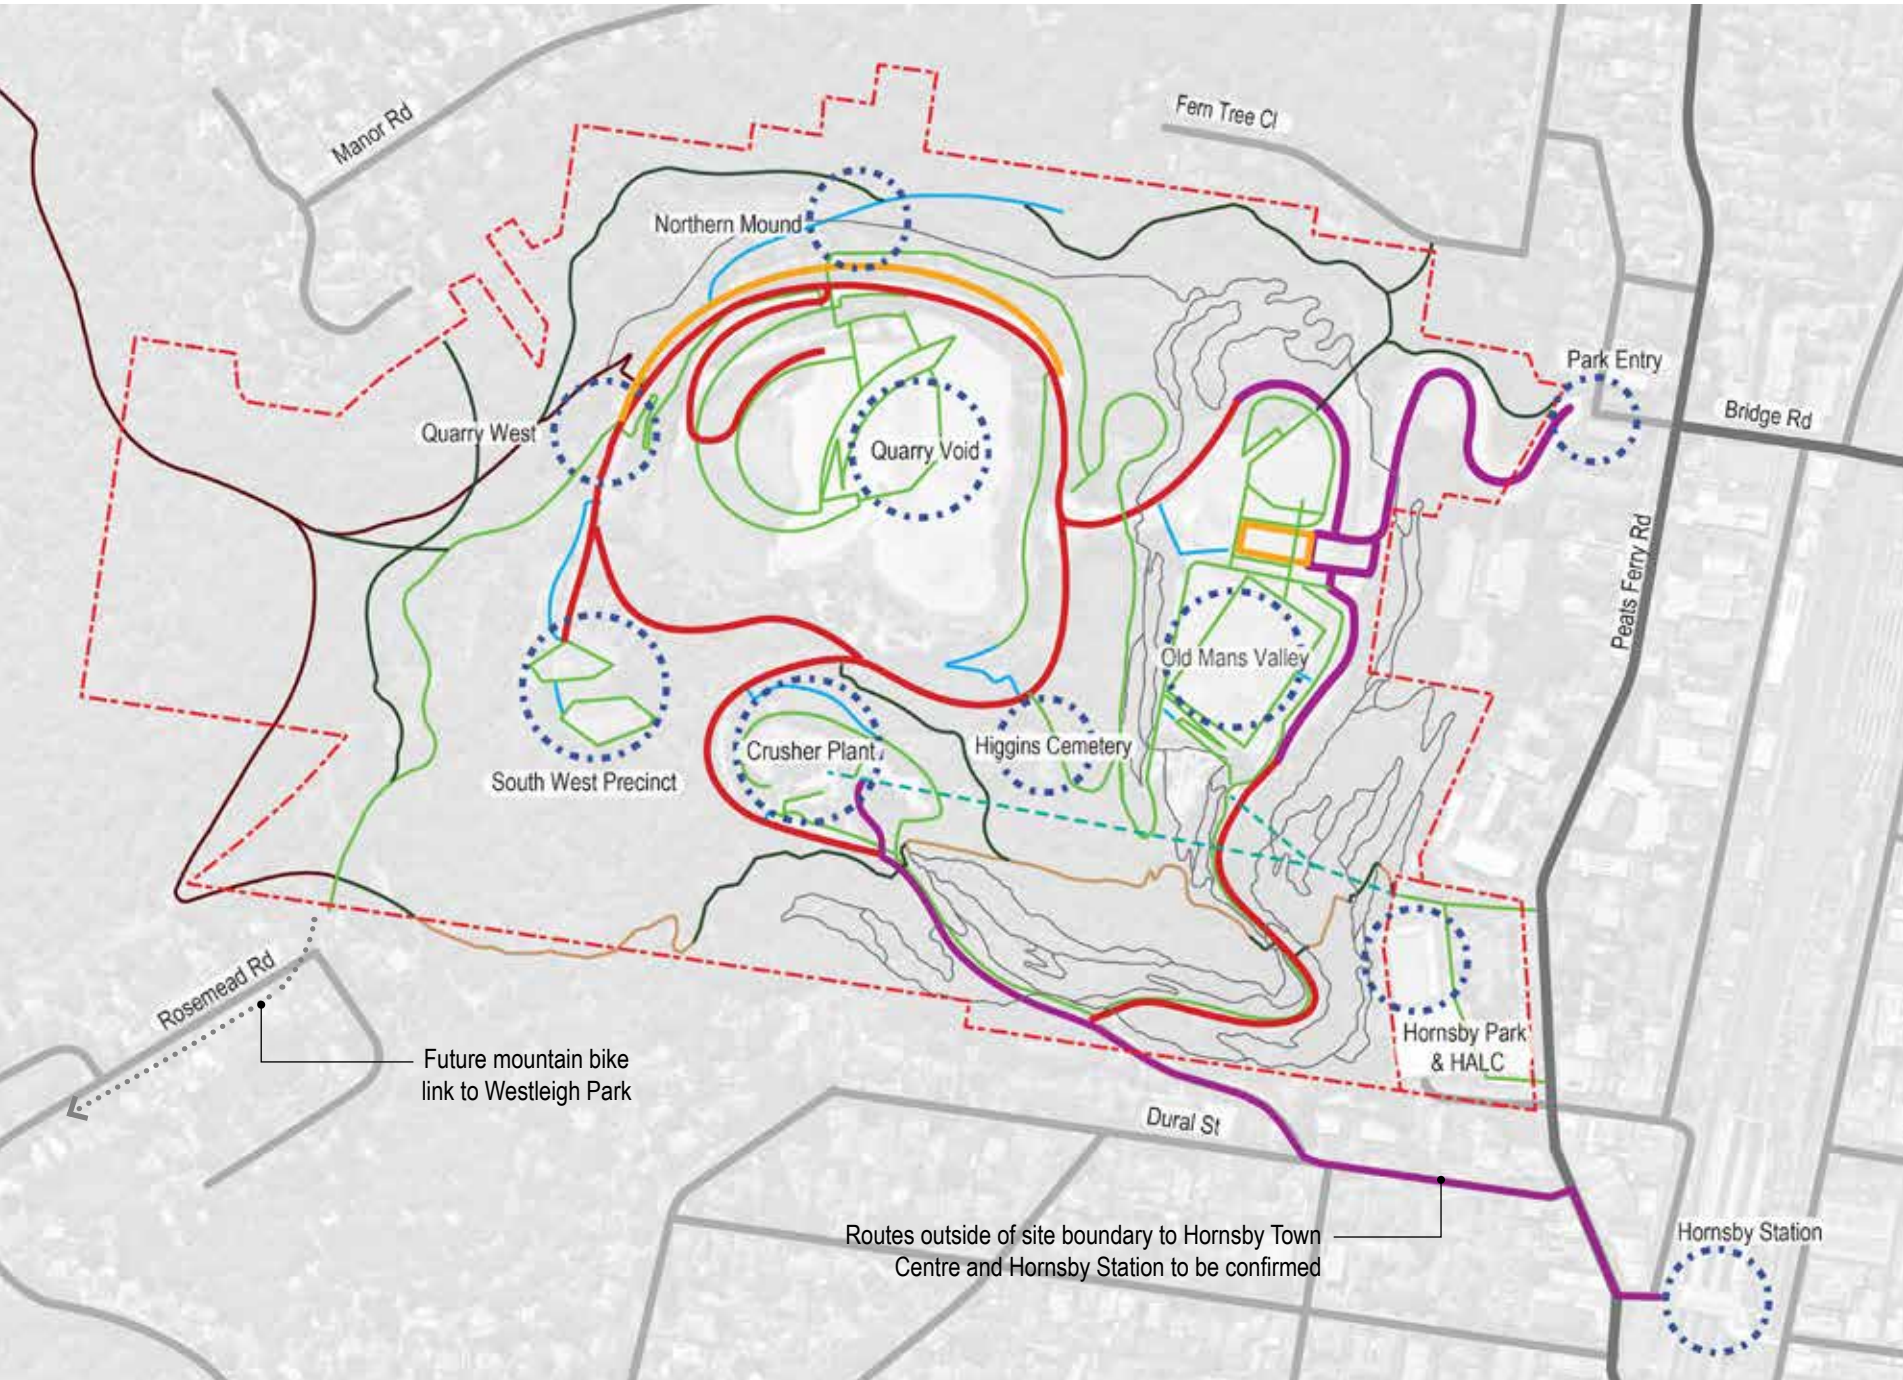 Manor Rd
Fern Tree Cl
Northern Mound
Park Entry
Bridge Rd
Quarry West
Quarry Void
Peats Ferry Rd
Old Mans Valley
Crusher Plant
Higgins Cemetery
South West Precinct
Rosemead Rd
Hornsby Park
& HALC
Future mountain bike
link to Westleigh Park
Dural St
Routes outside of site boundary to Hornsby Town
Centre and Hornsby Station to be confirmed
Hornsby Station